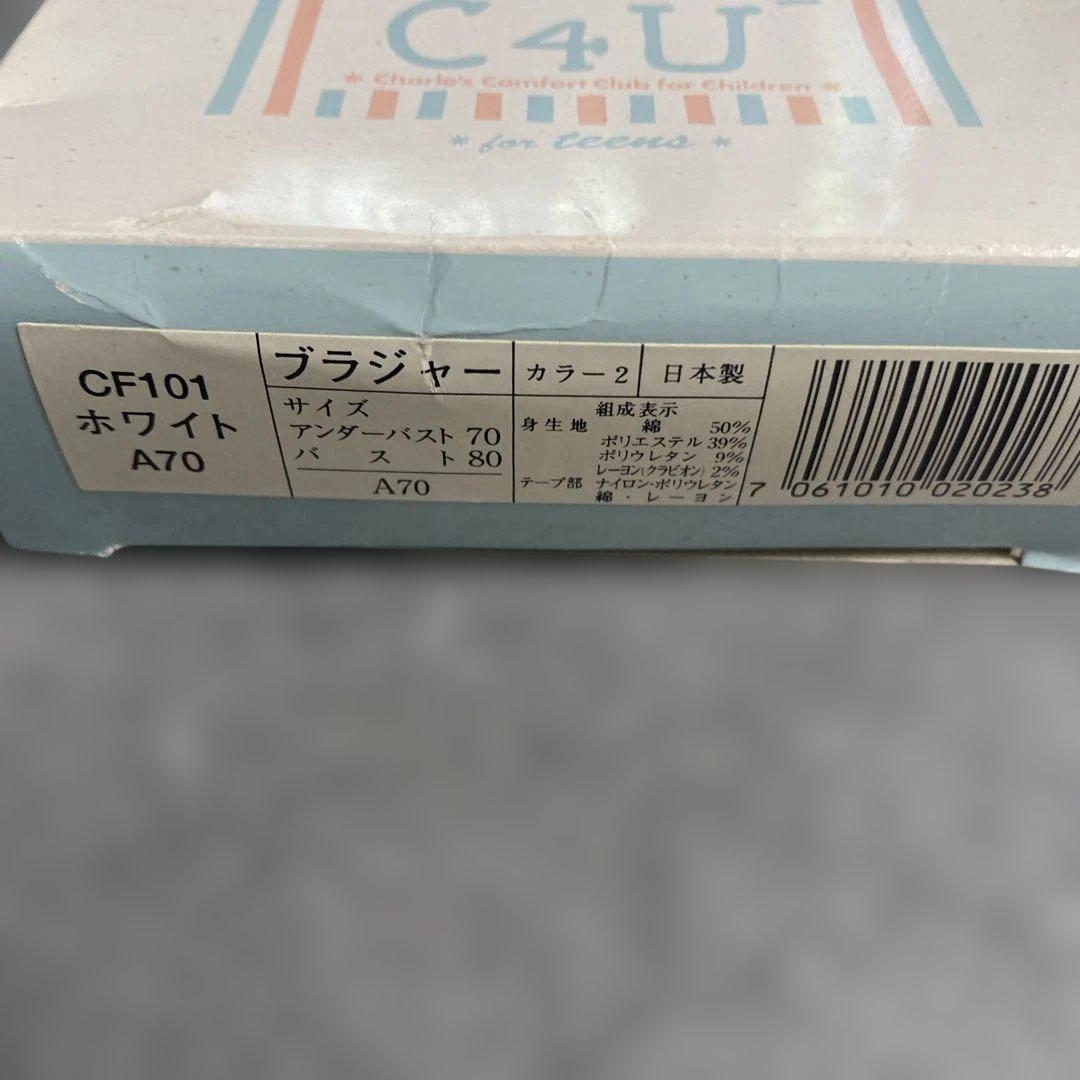 C4U
* Charle's Comfort Club for Children *
* for teens *
CF101
ホワイト
A70
ブラジャー
サイズ
アンダーバスト 70
バスト 80
A70
カラー2
日本製
組成表示
身生地 綿 50%
ポリエステル 39%
ポリウレタン 9%
レーヨン(クラビオン) 2%
テープ部 ナイロン・ポリウレタン
綿・レーヨン
7 061010 020238